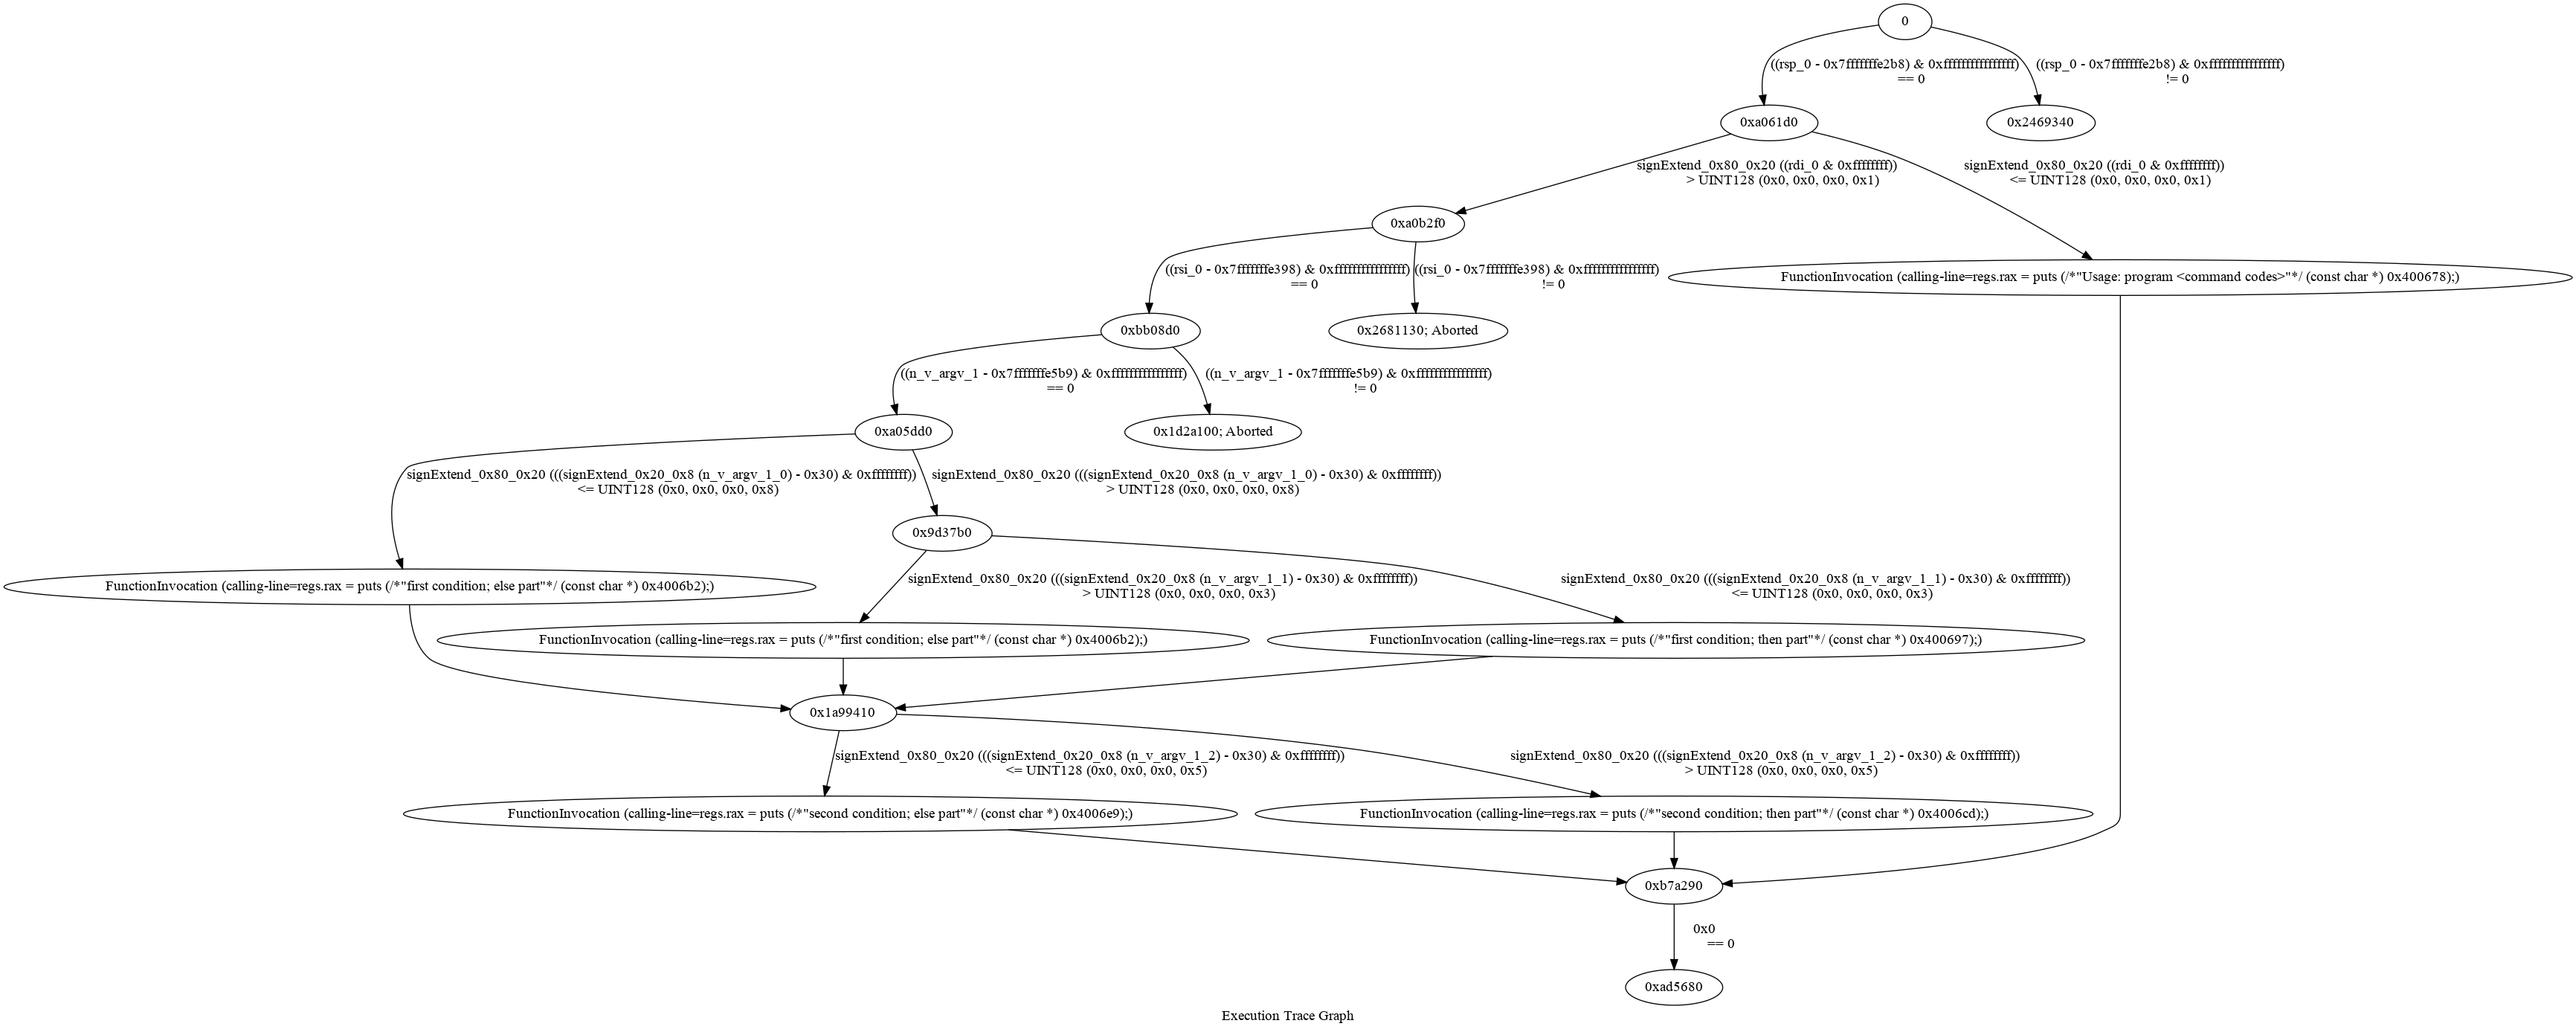 0
((rsp_0 - 0x7fffffffe2b8) & 0xffffffffffffffff)
== 0
((rsp_0 - 0x7fffffffe2b8) & 0xffffffffffffffff)
!= 0
0xa061d0
0x2469340
signExtend_0x80_0x20 ((rdi_0 & 0xffffffff))
> UINT128 (0x0, 0x0, 0x0, 0x1)
signExtend_0x80_0x20 ((rdi_0 & 0xffffffff))
<= UINT128 (0x0, 0x0, 0x0, 0x1)
0xa0b2f0
((rsi_0 - 0x7fffffffe398) & 0xffffffffffffffff)
== 0
((rsi_0 - 0x7fffffffe398) & 0xffffffffffffffff)
!= 0
FunctionInvocation (calling-line=regs.rax = puts (/*"Usage: program <command codes>"*/ (const char *) 0x400678);)
0xbb08d0
0x2681130; Aborted
((n_v_argv_1 - 0x7fffffffe5b9) & 0xffffffffffffffff)
== 0
((n_v_argv_1 - 0x7fffffffe5b9) & 0xffffffffffffffff)
!= 0
0xa05dd0
0x1d2a100; Aborted
signExtend_0x80_0x20 (((signExtend_0x20_0x8 (n_v_argv_1_0) - 0x30) & 0xffffffff))
<= UINT128 (0x0, 0x0, 0x0, 0x8)
signExtend_0x80_0x20 (((signExtend_0x20_0x8 (n_v_argv_1_0) - 0x30) & 0xffffffff))
> UINT128 (0x0, 0x0, 0x0, 0x8)
0x9d37b0
FunctionInvocation (calling-line=regs.rax = puts (/*"first condition; else part"*/ (const char *) 0x4006b2);)
signExtend_0x80_0x20 (((signExtend_0x20_0x8 (n_v_argv_1_1) - 0x30) & 0xffffffff))
> UINT128 (0x0, 0x0, 0x0, 0x3)
signExtend_0x80_0x20 (((signExtend_0x20_0x8 (n_v_argv_1_1) - 0x30) & 0xffffffff))
<= UINT128 (0x0, 0x0, 0x0, 0x3)
FunctionInvocation (calling-line=regs.rax = puts (/*"first condition; else part"*/ (const char *) 0x4006b2);)
FunctionInvocation (calling-line=regs.rax = puts (/*"first condition; then part"*/ (const char *) 0x400697);)
0x1a99410
signExtend_0x80_0x20 (((signExtend_0x20_0x8 (n_v_argv_1_2) - 0x30) & 0xffffffff))
<= UINT128 (0x0, 0x0, 0x0, 0x5)
signExtend_0x80_0x20 (((signExtend_0x20_0x8 (n_v_argv_1_2) - 0x30) & 0xffffffff))
> UINT128 (0x0, 0x0, 0x0, 0x5)
FunctionInvocation (calling-line=regs.rax = puts (/*"second condition; else part"*/ (const char *) 0x4006e9);)
FunctionInvocation (calling-line=regs.rax = puts (/*"second condition; then part"*/ (const char *) 0x4006cd);)
0xb7a290
0x0
== 0
0xad5680
Execution Trace Graph